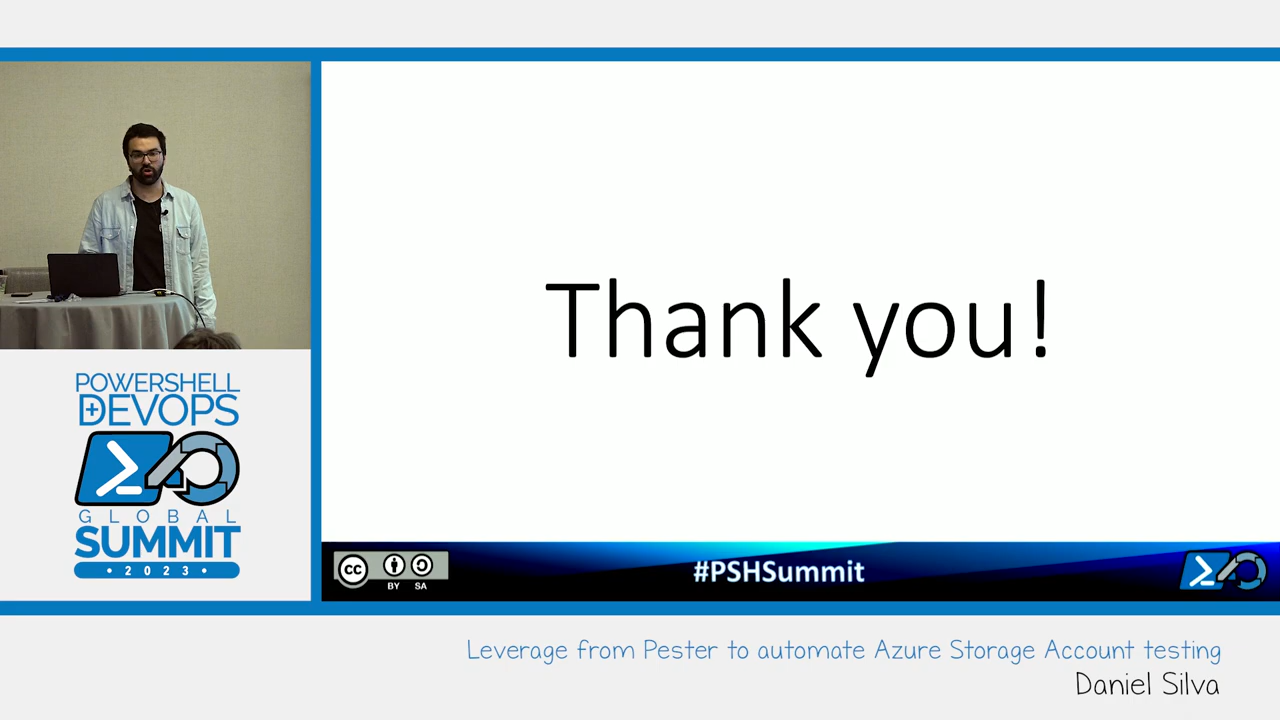 Thank you!
POWERSHELL
+DEVOPS
GLOBAL
SUMMIT
• 2023 •
cc
BY SA
#PSHSummit
Leverage from Pester to automate Azure Storage Account testing
Daniel Silva